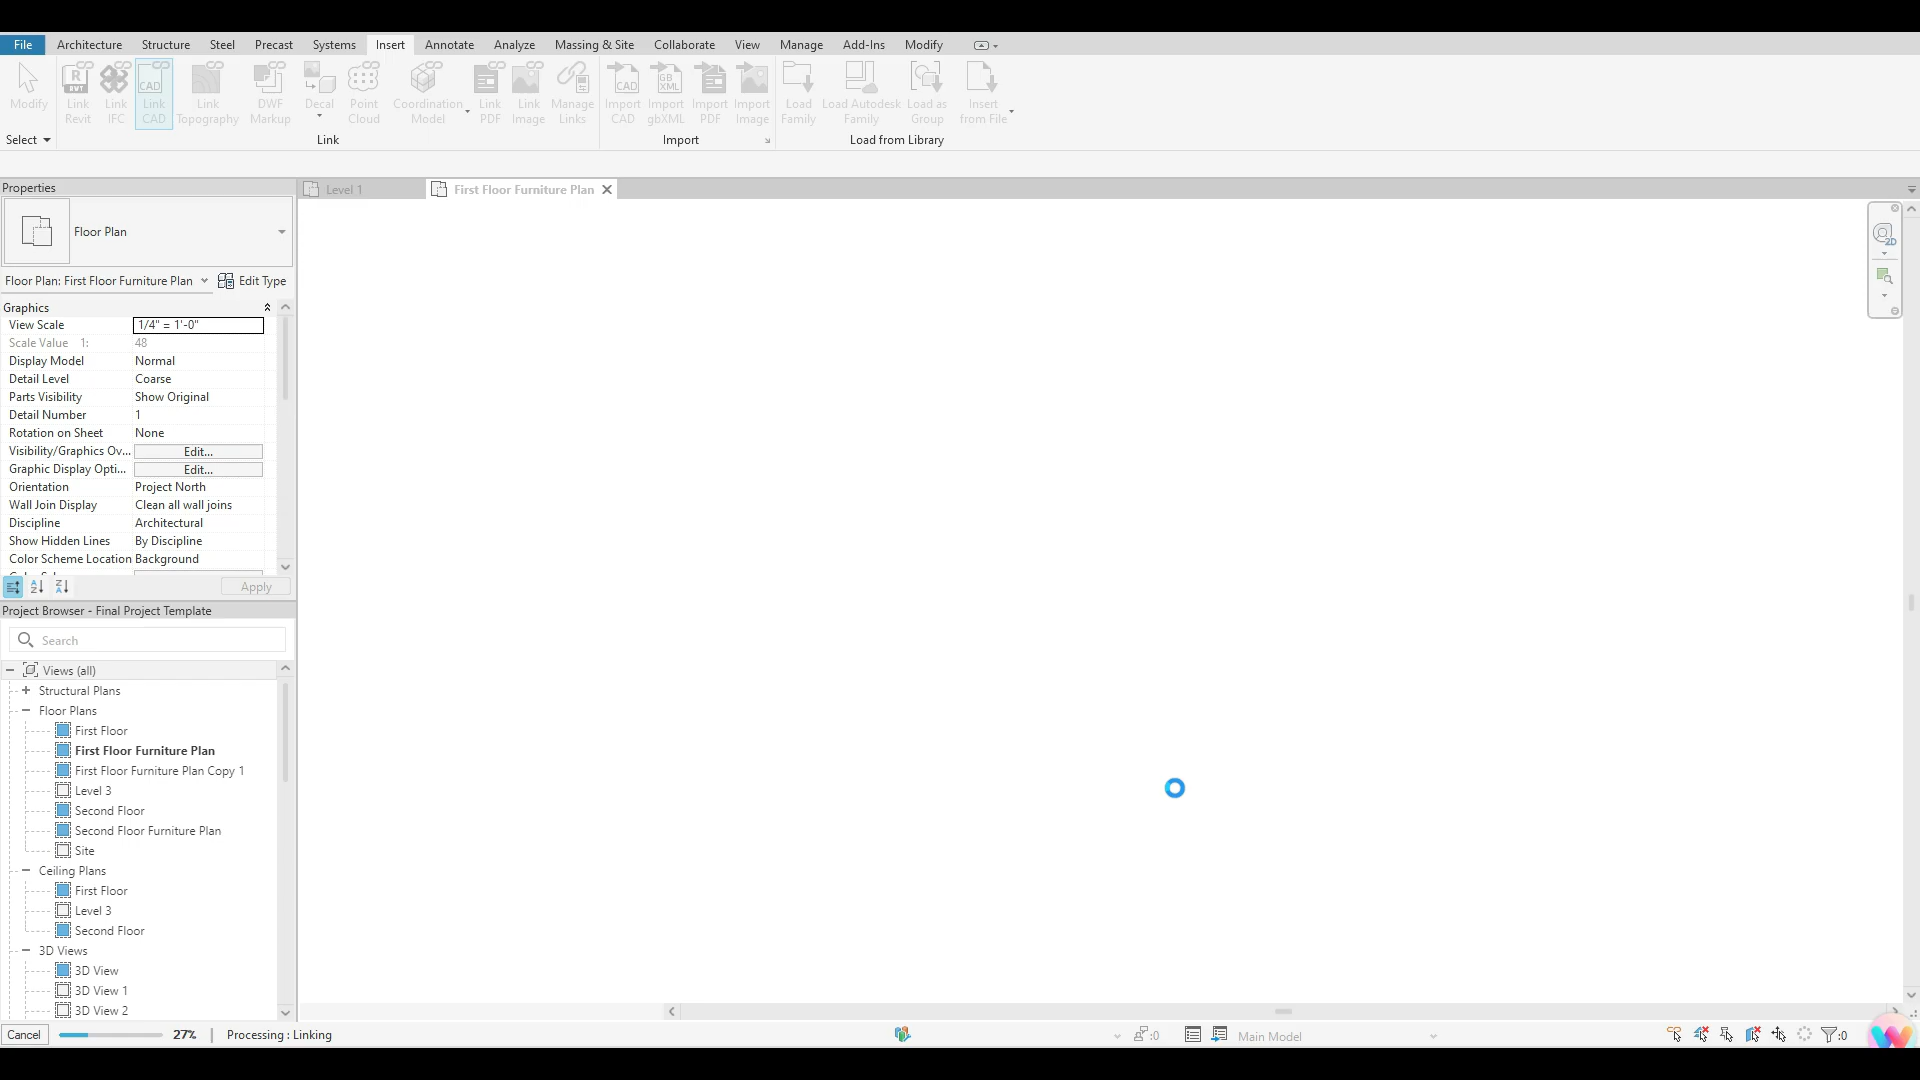 File Architecture Structure Steel Precast Systems Insert Annotate Analyze Massing & Site Collaborate View Manage Add-Ins Modify
Modify
Link Revit
Link IFC
Link CAD
Link Topography
DWF Markup
Decal
Point Cloud
Coordination Model
Link PDF
Link Image
Manage Links
Import CAD
Import gbXML
Import PDF
Import Image
Load Family
Load Autodesk Family
Load as Group
Insert from File
Select Link Import Load from Library
Properties
Level 1 First Floor Furniture Plan
Floor Plan
2D
Floor Plan: First Floor Furniture Plan Edit Type
Graphics
View Scale 1/4" = 1'-0"
Scale Value 1: 48
Display Model Normal
Detail Level Coarse
Parts Visibility Show Original
Detail Number 1
Rotation on Sheet None
Visibility/Graphics Ov... Edit...
Graphic Display Opti... Edit...
Orientation Project North
Wall Join Display Clean all wall joins
Discipline Architectural
Show Hidden Lines By Discipline
Color Scheme Location Background
Apply
Project Browser - Final Project Template
Search
Views (all)
Structural Plans
Floor Plans
First Floor
First Floor Furniture Plan
First Floor Furniture Plan Copy 1
Level 3
Second Floor
Second Floor Furniture Plan
Site
Ceiling Plans
First Floor
Level 3
Second Floor
3D Views
3D View
3D View 1
3D View 2
Cancel 27% Processing : Linking :0 Main Model :0